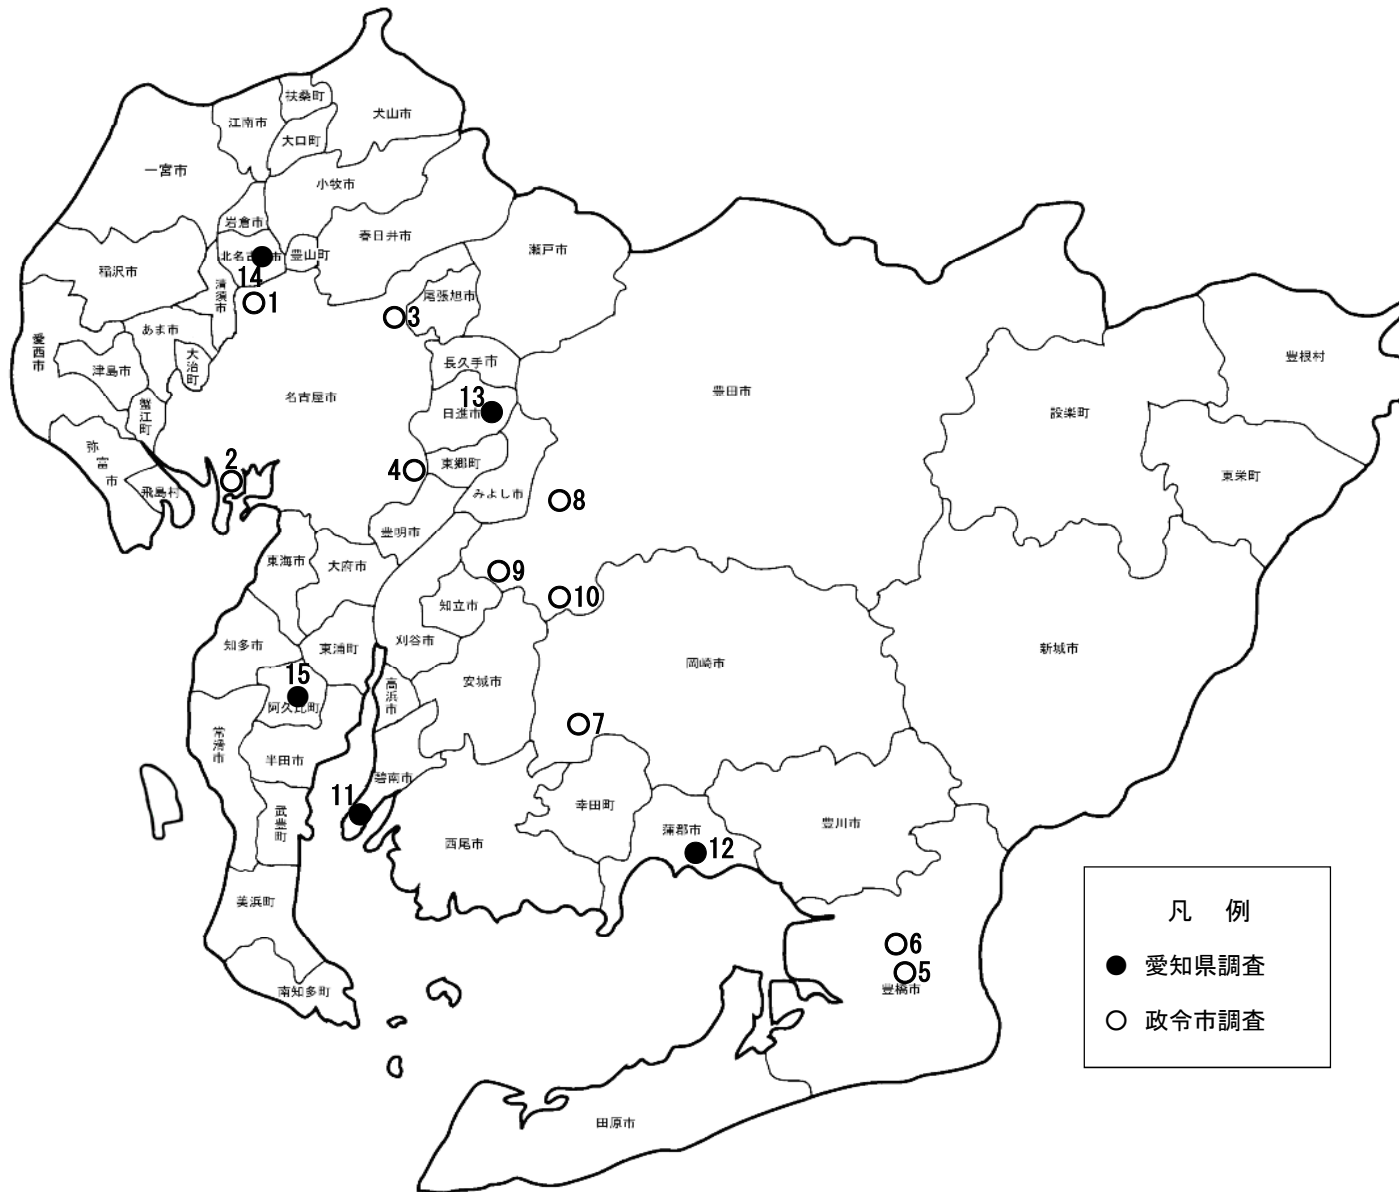 扶桑町
犬山市
江南市
大口町
一宮市
小牧市
岩倉市
春日井市
北名古屋市
豊山町
瀬戸市
稲沢市
14
清須市
1
3
尾張旭市
あま市
愛西市
大治町
津島市
長久手市
豊根村
名古屋市
豊田市
13
日進市
設楽町
蟹江町
弥富市
2
4
東郷町
東栄町
飛島村
みよし市
8
豊明市
東海市
大府市
9
10
知立市
知多市
東浦町
刈谷市
新城市
岡崎市
15
安城市
高浜市
阿久比町
常滑市
7
半田市
碧南市
11
武豊町
幸田町
豊川市
蒲郡市
12
西尾市
美浜町
6
5
豊橋市
南知多町
田原市
凡 例
● 愛知県調査
○ 政令市調査